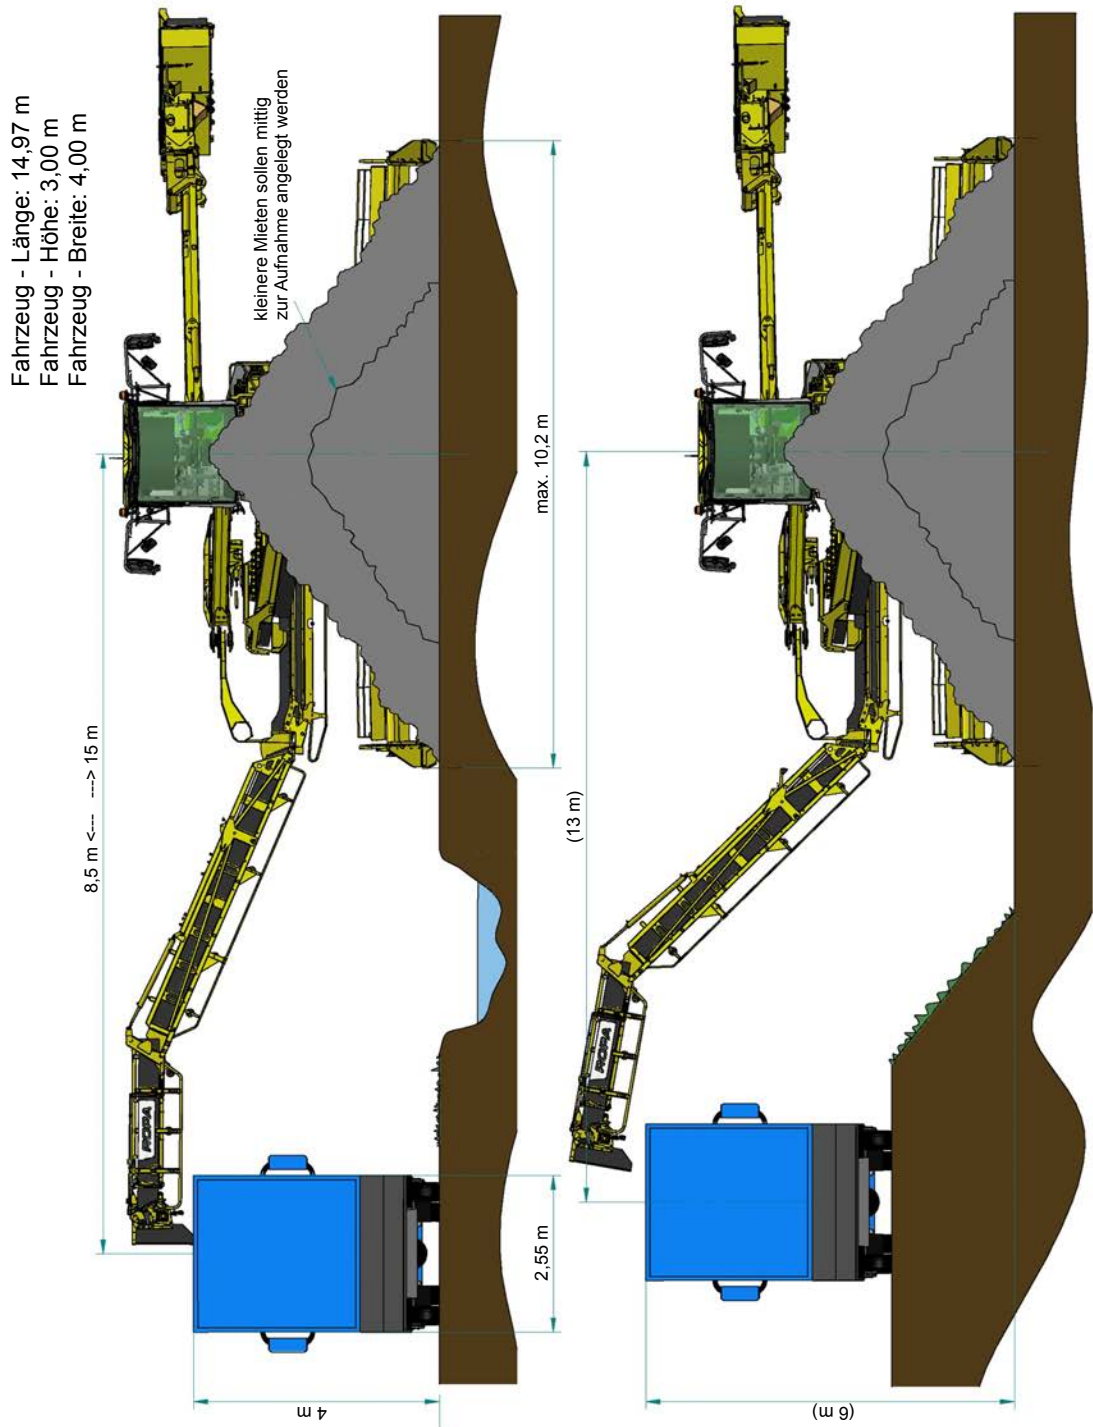 Fahrzeug - Länge: 14,97 m
Fahrzeug - Höhe: 3,00 m
Fahrzeug - Breite: 4,00 m
kleinere Mieten sollen mittig
zur Aufnahme angelegt werden
8,5 m <--- ---> 15 m
ROPA
max. 10,2 m
2,55 m
4 m
(13 m)
ROPA
(6 m)